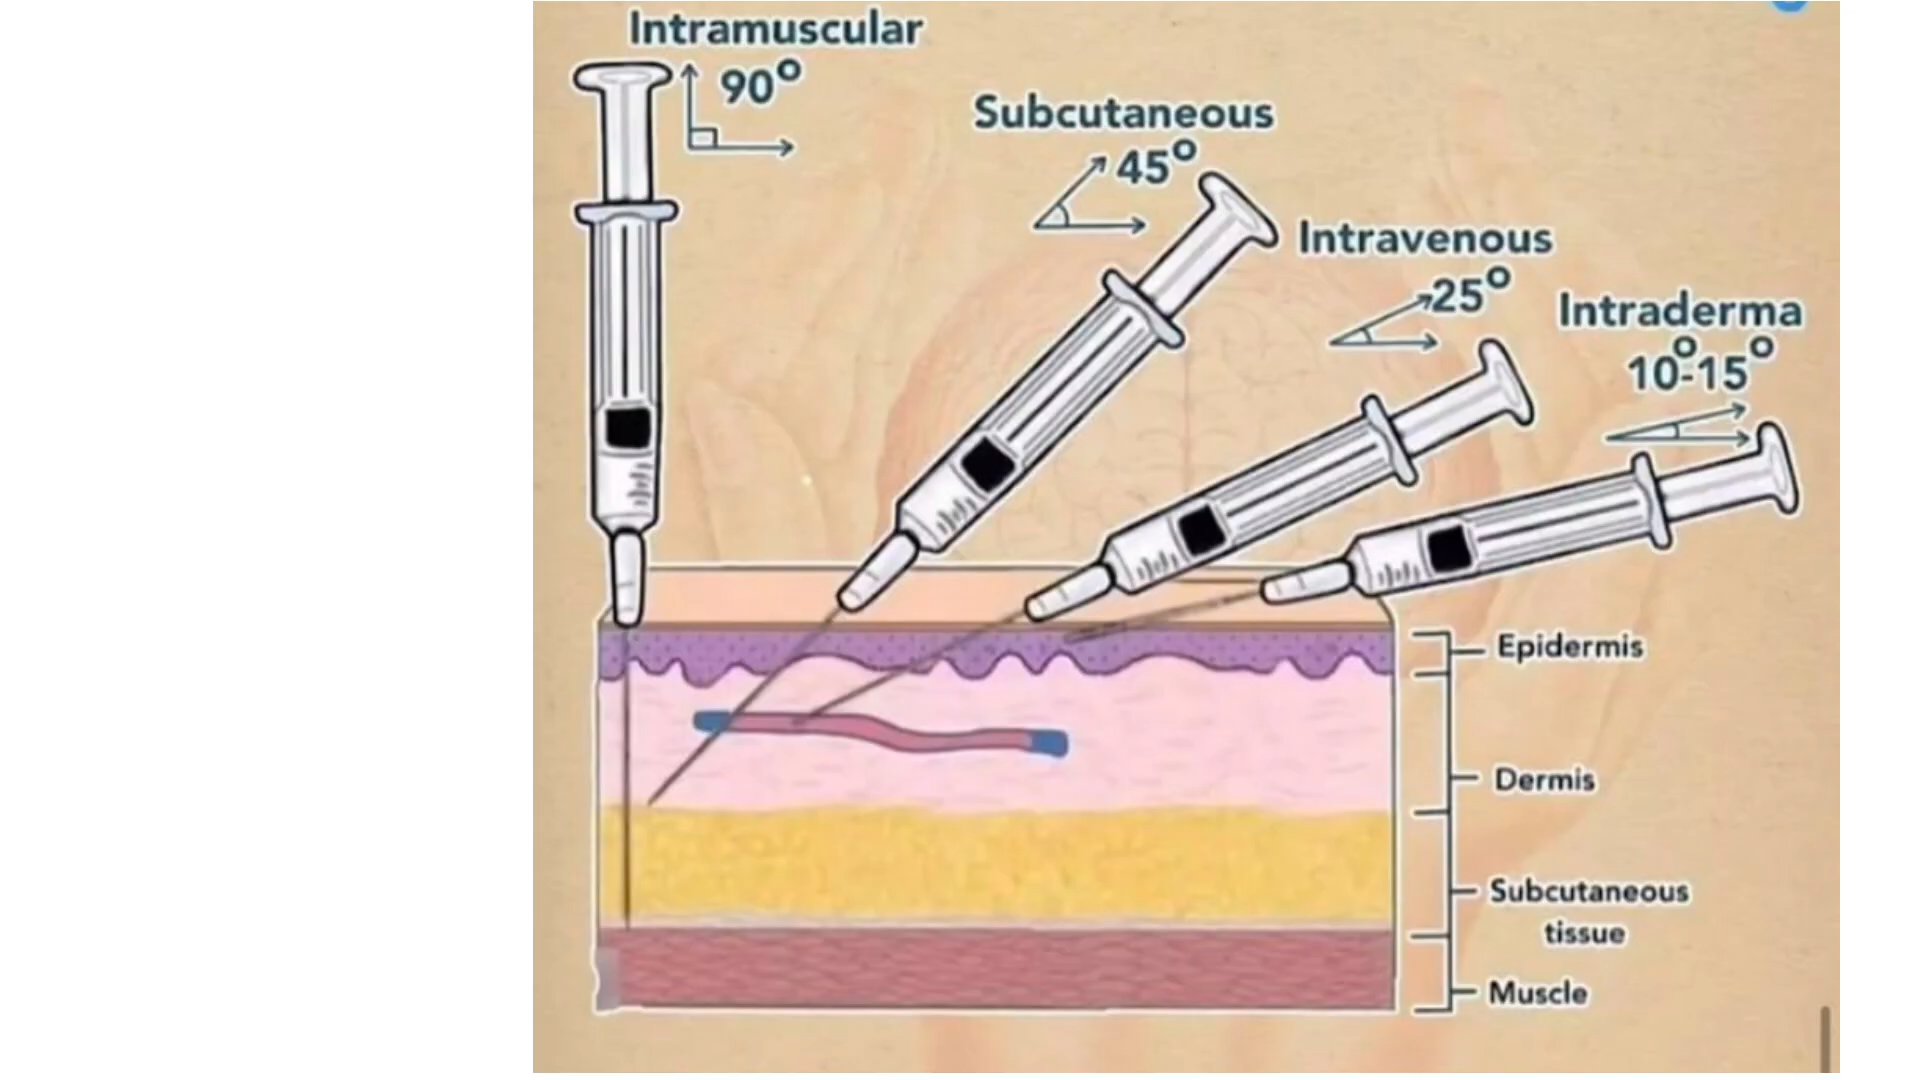 Intramuscular
90°
Subcutaneous
45°
Intravenous
25°
Intraderma
10°-15°
Epidermis
Dermis
Subcutaneous
tissue
Muscle